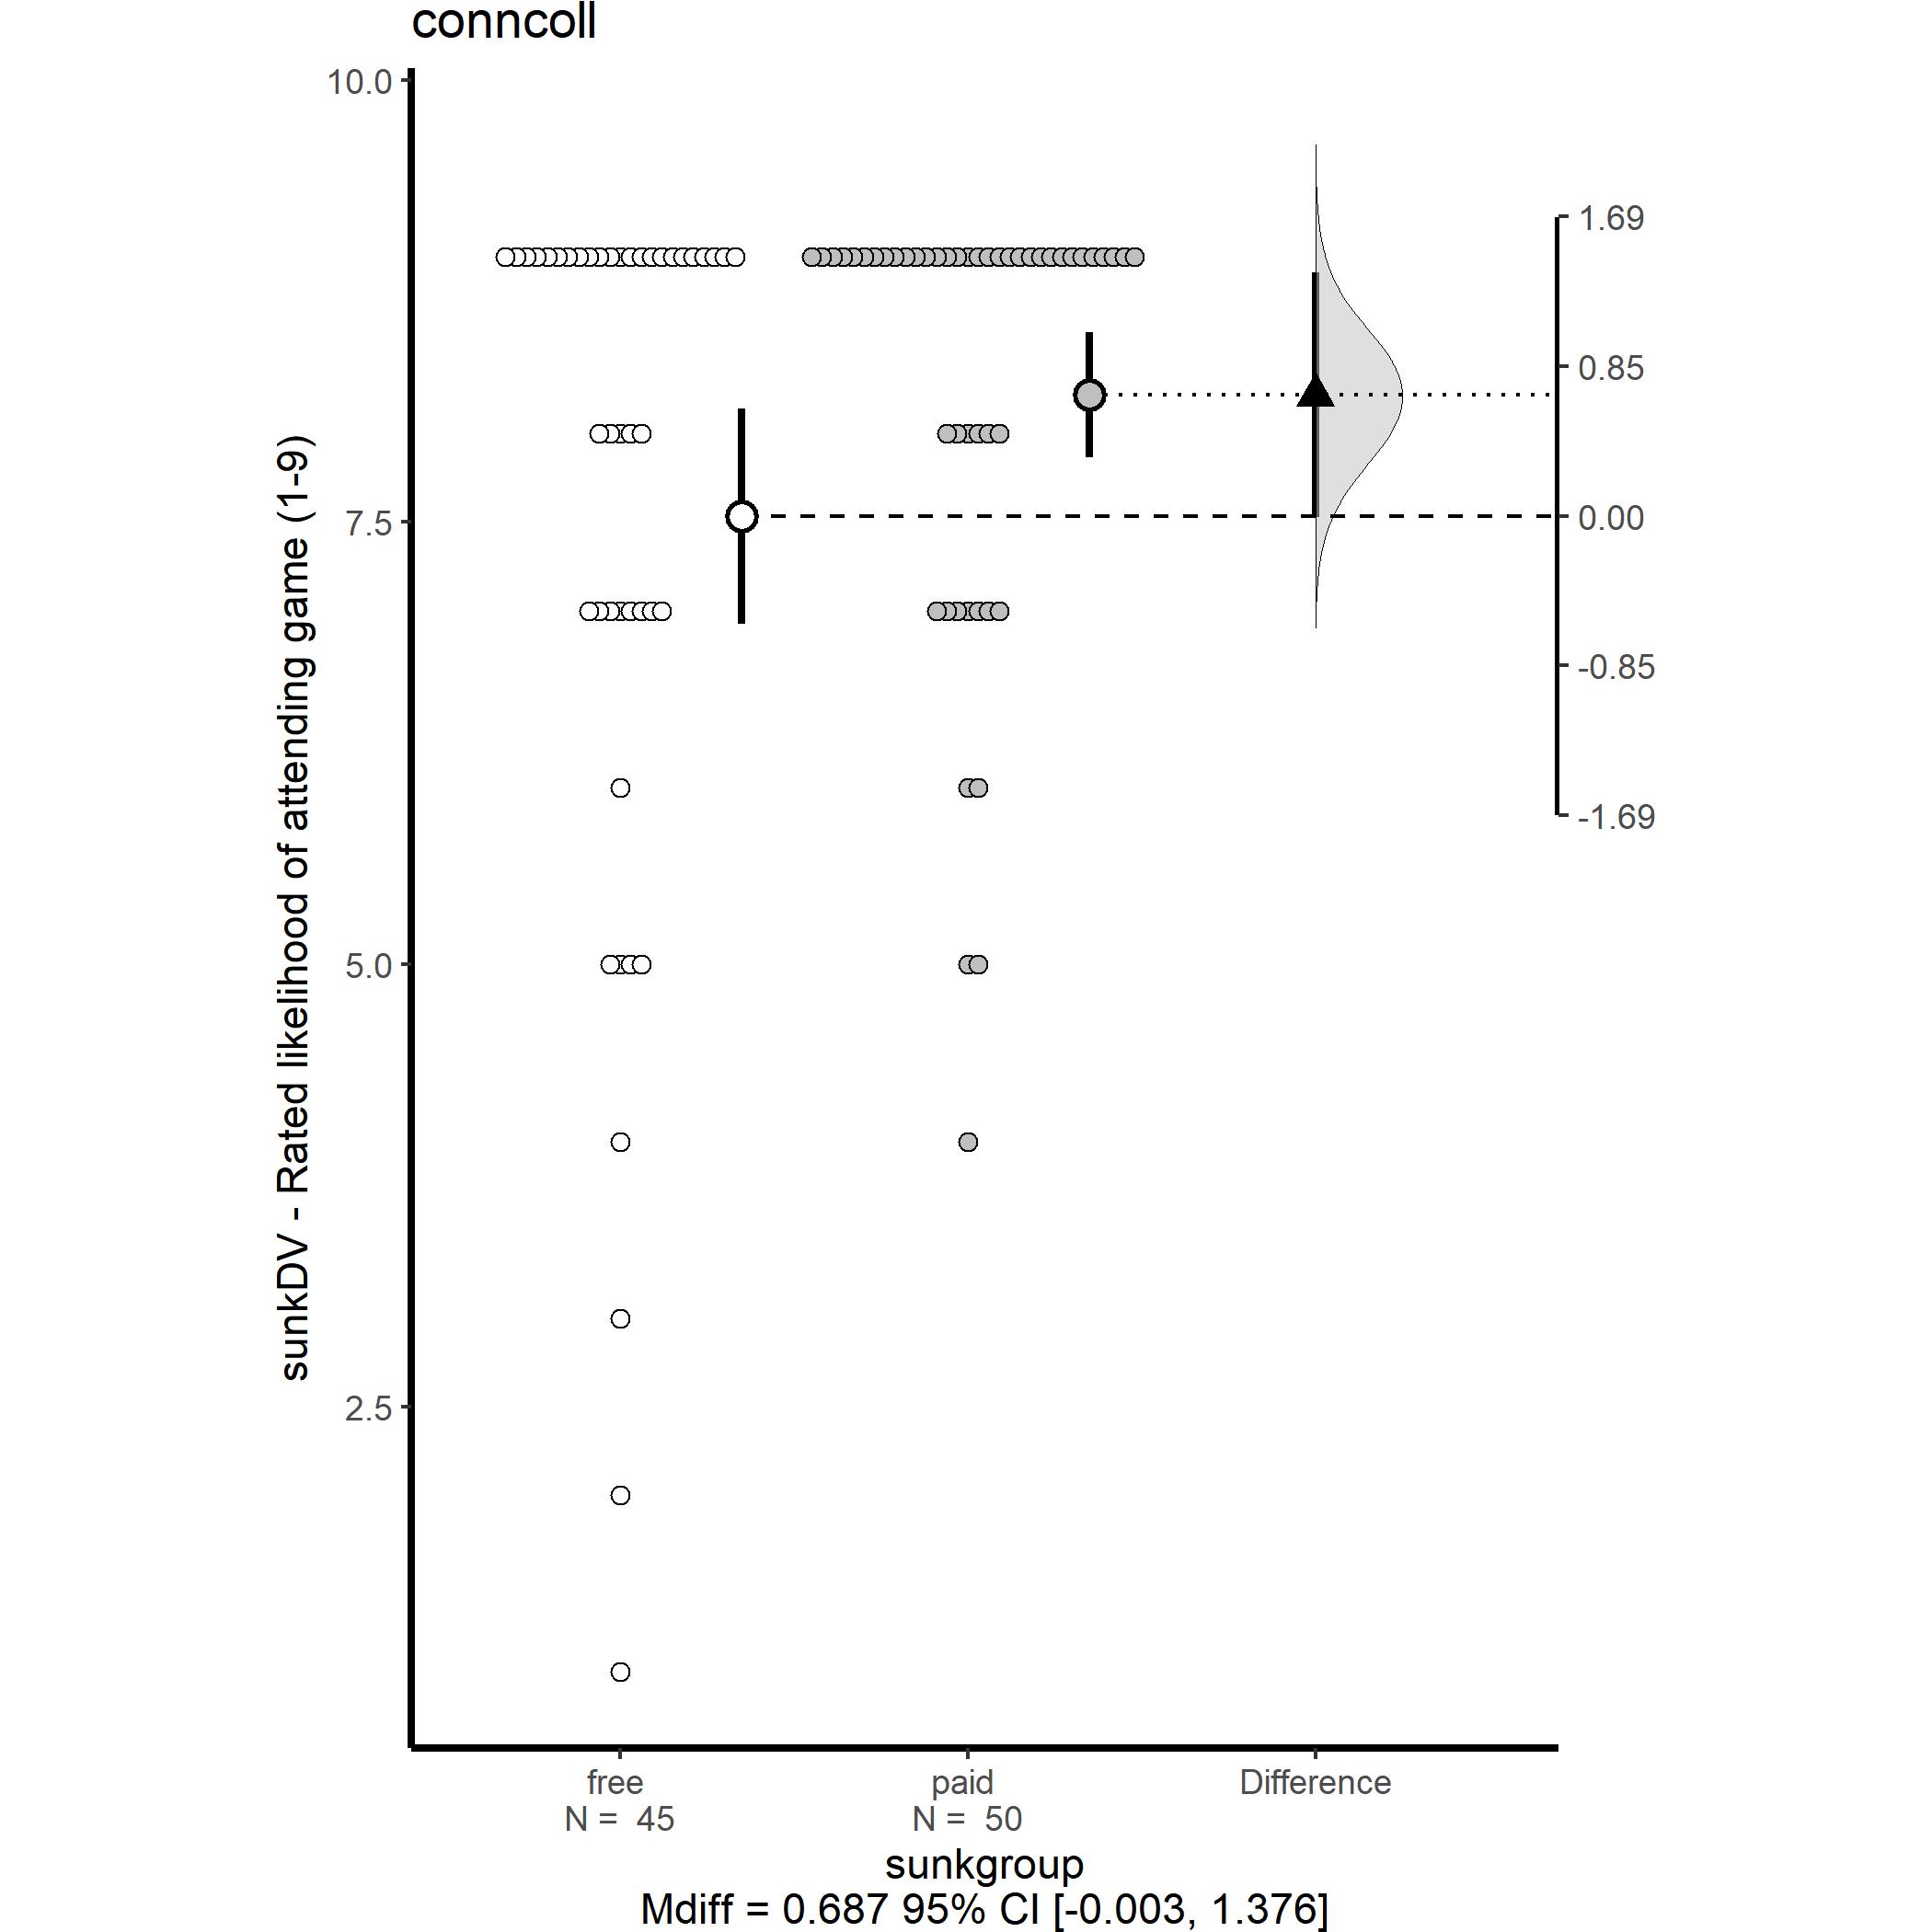 conncoll
sunkDV - Rated likelihood of attending game (1-9)
10.0
7.5
5.0
2.5
1.69
0.85
0.00
-0.85
-1.69
free
N =  45
paid
N =  50
Difference
sunkgroup
Mdiff = 0.687 95% CI [-0.003, 1.376]